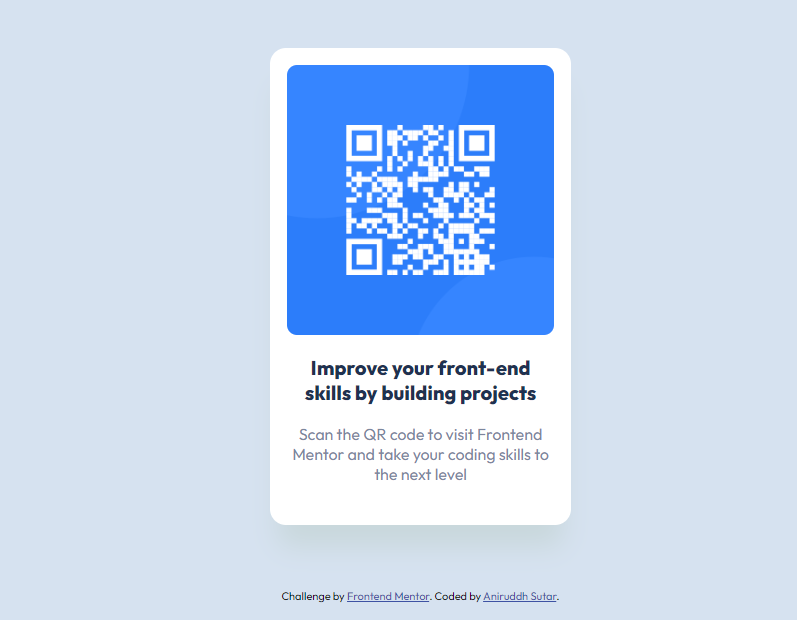 Improve your front-end
skills by building projects
Scan the QR code to visit Frontend
Mentor and take your coding skills to
the next level
Challenge by Frontend Mentor. Coded by Aniruddh Sutar.